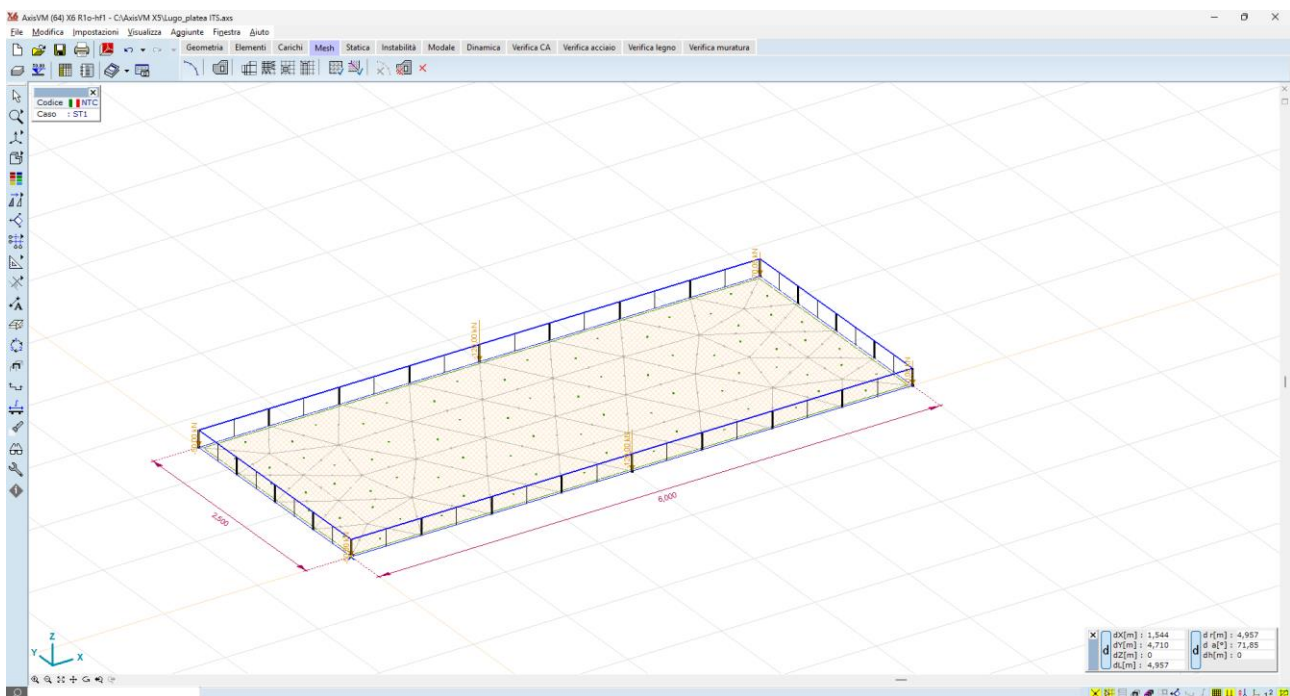 AxisVM (64) X6 R1o-hf1 - C:\AxisVM X5\Lugo_platea ITS.axs
File Modifica Impostazioni Visualizza Aggiunte Finestra Aiuto
Geometria Elementi Carichi Mesh Statica Instabilità Modale Dinamica Verifica CA Verifica acciaio Verifica legno Verifica muratura
Codice NTC
Caso : ST1
2,500
6,000
Z
Y
X
dX[m] : 1,544
dY[m] : 4,710
dZ[m] : 0
dL[m] : 4,957
d
d r[m] : 4,957
d a[°] : 71,85
dh[m] : 0